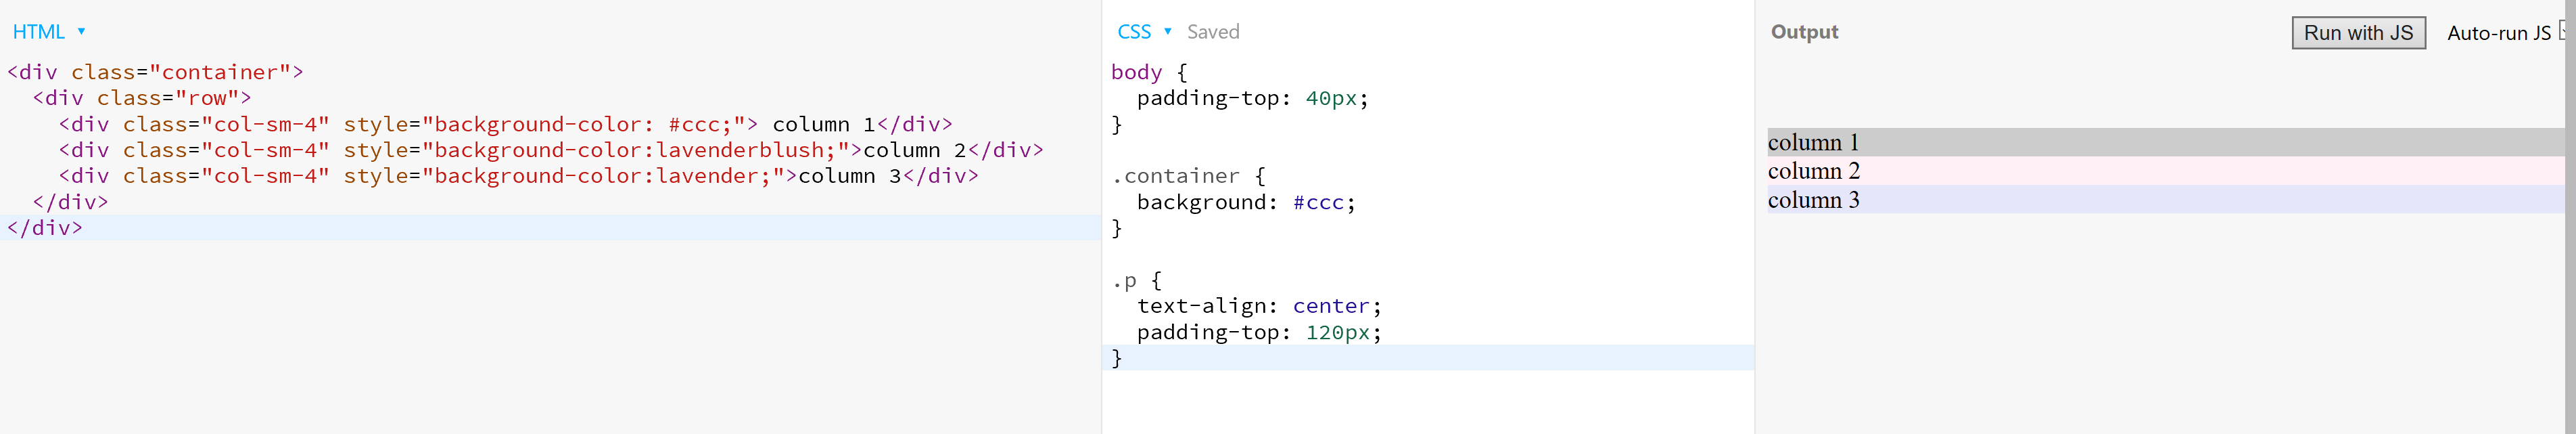 HTML
<div class="container">
  <div class="row">
    <div class="col-sm-4" style="background-color: #ccc;"> column 1</div>
    <div class="col-sm-4" style="background-color:lavenderblush;">column 2</div>
    <div class="col-sm-4" style="background-color:lavender;">column 3</div>
  </div>
</div>
CSS Saved
body {
  padding-top: 40px;
}

.container {
  background: #ccc;
}

.p {
  text-align: center;
  padding-top: 120px;
}
Output Run with JS Auto-run JS
column 1
column 2
column 3